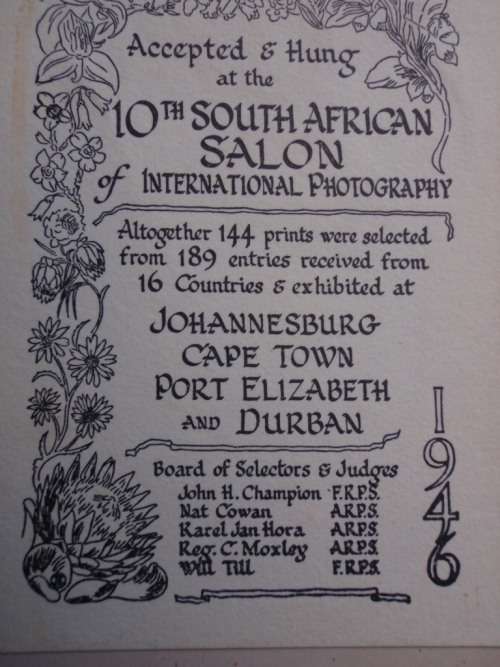 Accepted & Hung
at the
10TH SOUTH AFRICAN
SALON
of INTERNATIONAL PHOTOGRAPHY
Altogether 144 prints were selected
from 189 entries received from
16 Countries & exhibited at
JOHANNESBURG
CAPE TOWN
PORT ELIZABETH
AND DURBAN
Board of Selectors & Judges
John H. Champion F.R.P.S.
Nat Cowan A.R.P.S.
Karel Jan Hora A.R.P.S.
Reg. C. Moxley A.R.P.S.
Will Till F.R.P.S.
1946